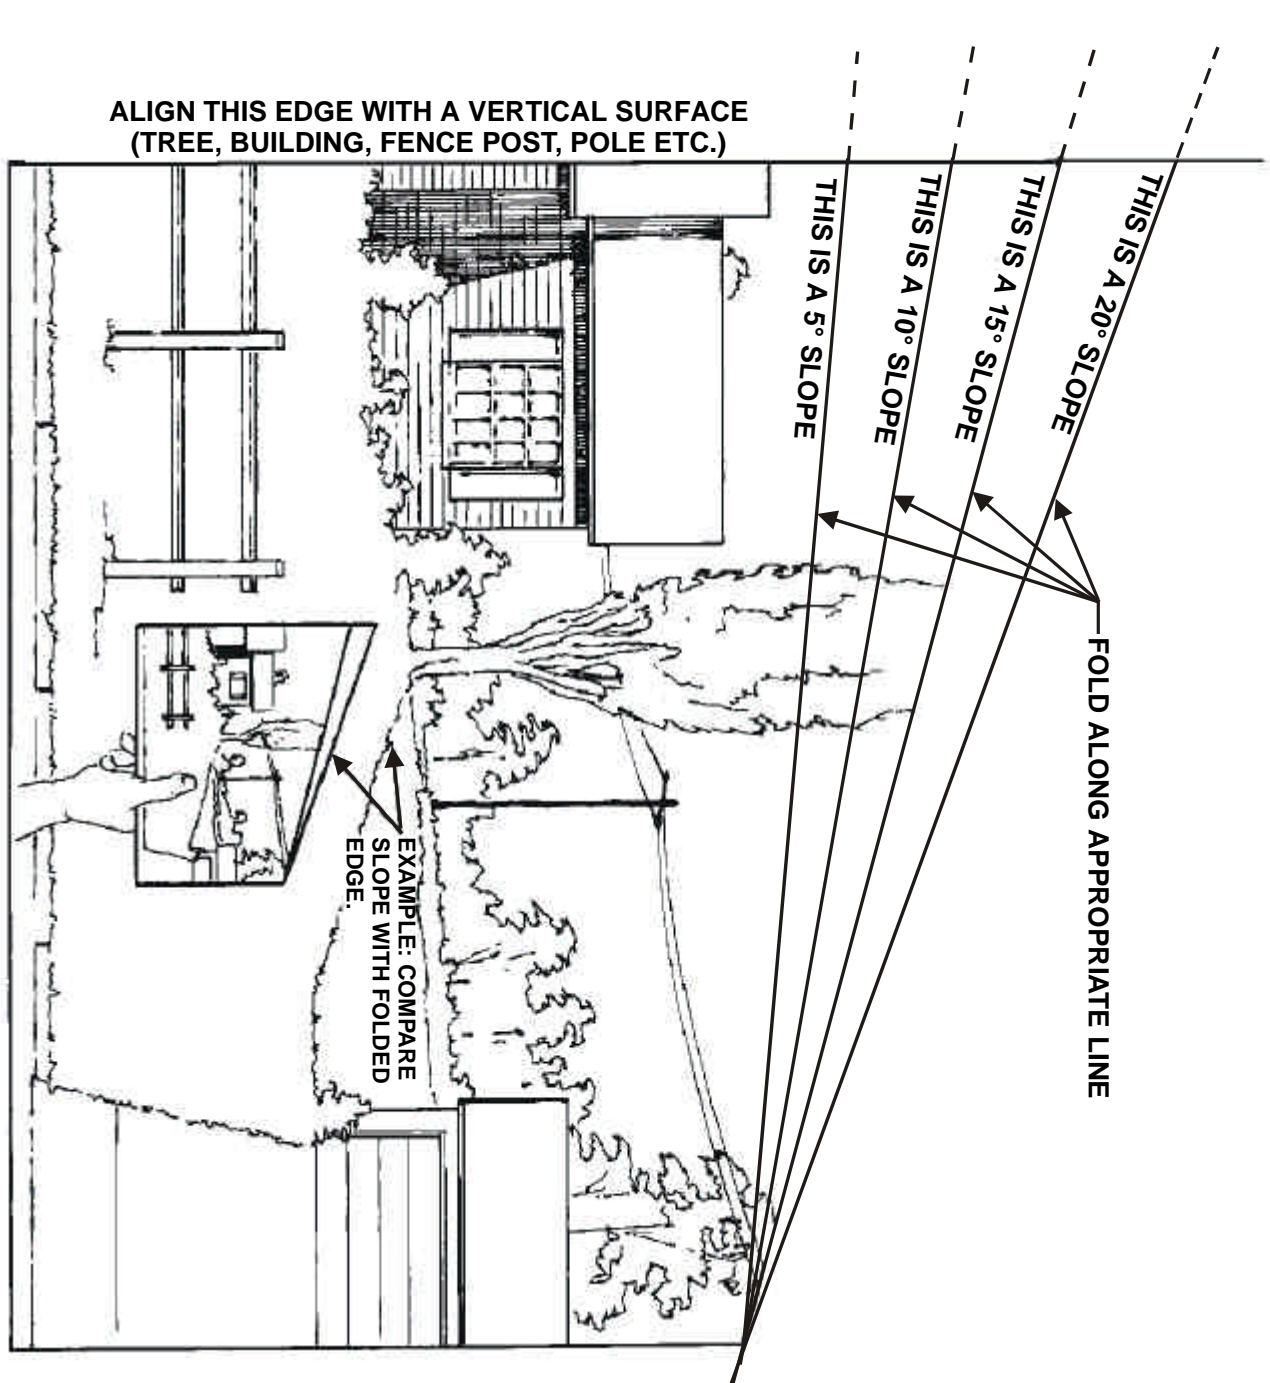 ALIGN THIS EDGE WITH A VERTICAL SURFACE
(TREE, BUILDING, FENCE POST, POLE ETC.)
THIS IS A 20° SLOPE
THIS IS A 15° SLOPE
THIS IS A 10° SLOPE
THIS IS A 5° SLOPE
FOLD ALONG APPROPRIATE LINE
EXAMPLE: COMPARE
SLOPE WITH FOLDED
EDGE.